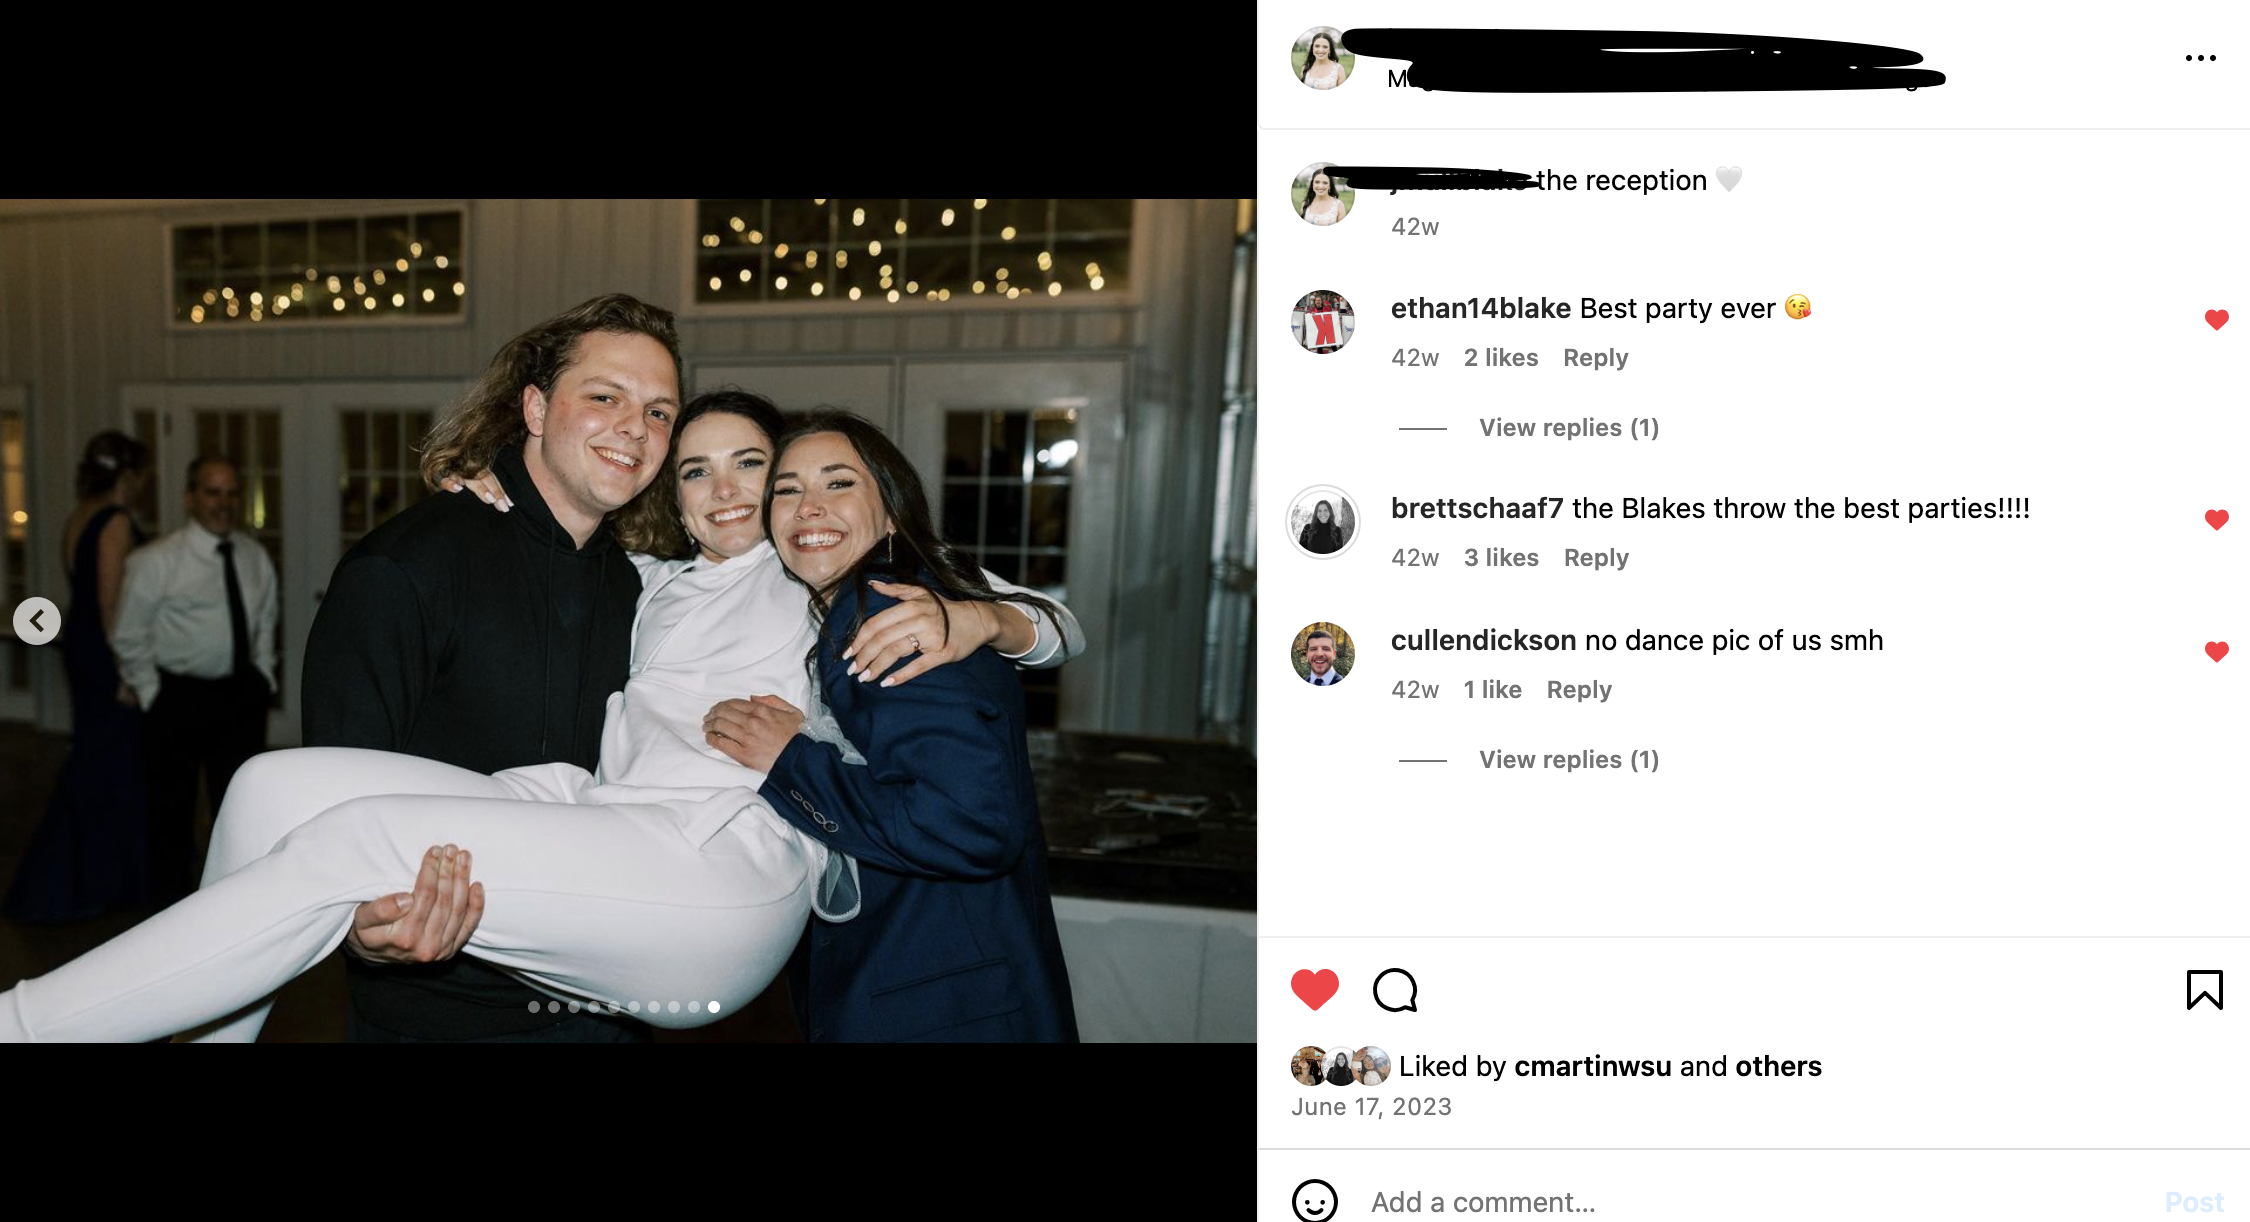 the reception 🤍
42w
ethan14blake Best party ever 😘
42w 2 likes Reply
View replies (1)
brettschaaf7 the Blakes throw the best parties!!!!
42w 3 likes Reply
cullendickson no dance pic of us smh
42w 1 like Reply
View replies (1)
Liked by cmartinwsu and others
June 17, 2023
Add a comment...
Post